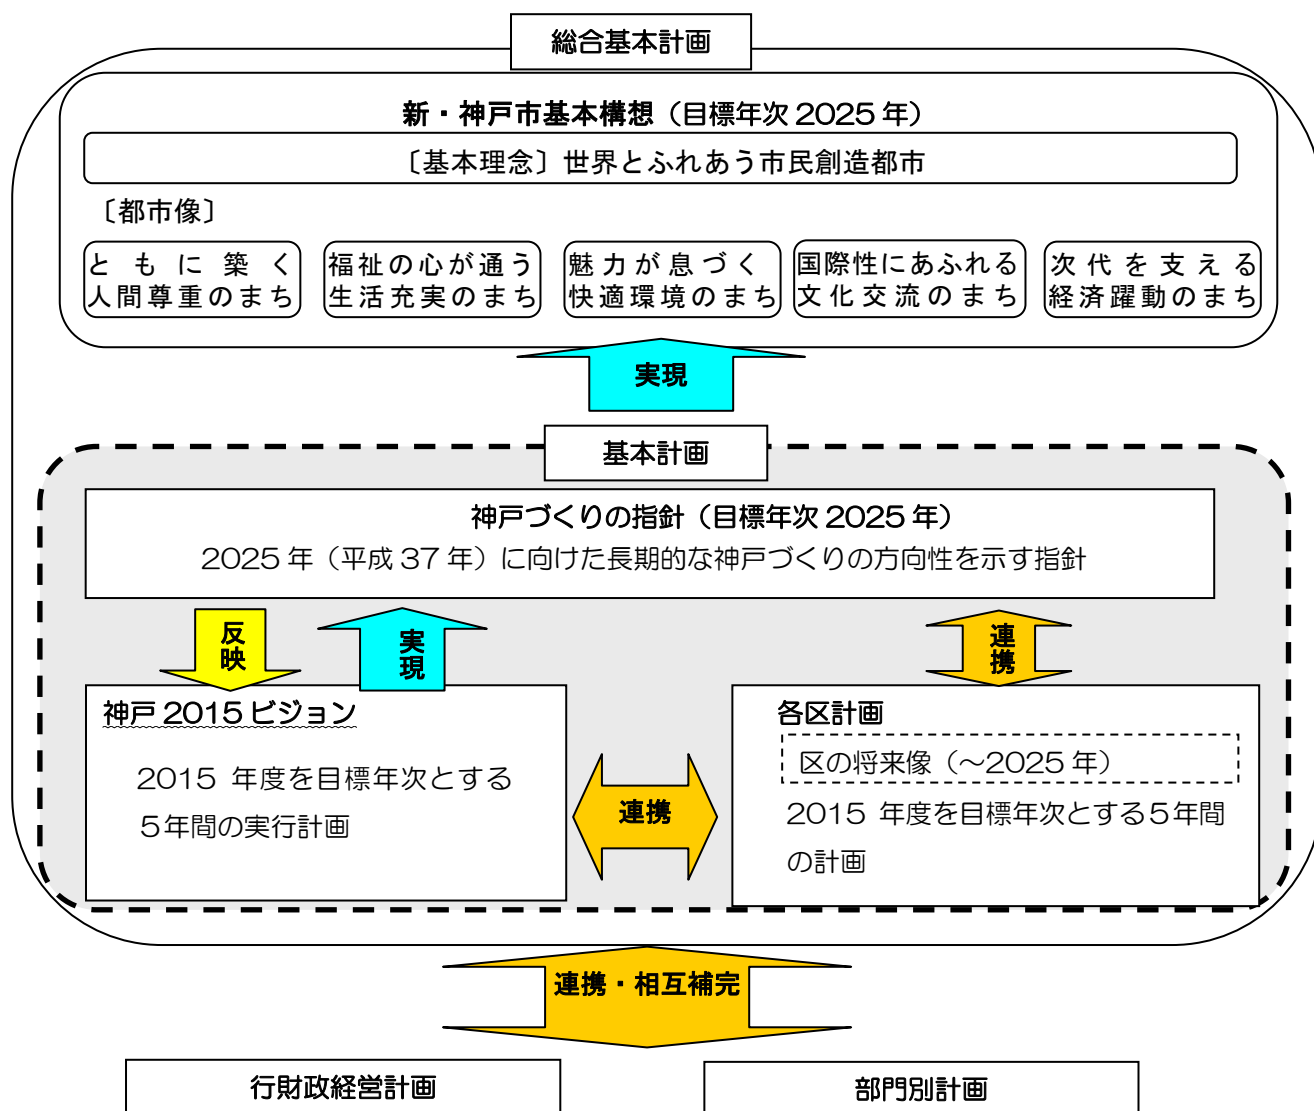 総合基本計画
新・神戸市基本構想（目標年次 2025 年）
〔基本理念〕世界とふれあう市民創造都市
〔都市像〕
ともに築く
人間尊重のまち
福祉の心が通う
生活充実のまち
魅力が息づく
快適環境のまち
国際性にあふれる
文化交流のまち
次代を支える
経済躍動のまち
実現
基本計画
神戸づくりの指針（目標年次 2025 年）
2025 年（平成 37 年）に向けた長期的な神戸づくりの方向性を示す指針
反映
実現
連携
神戸 2015 ビジョン
2015 年度を目標年次とする
５年間の実行計画
連携
各区計画
区の将来像（～2025 年）
2015 年度を目標年次とする５年間
の計画
連携・相互補完
行財政経営計画
部門別計画